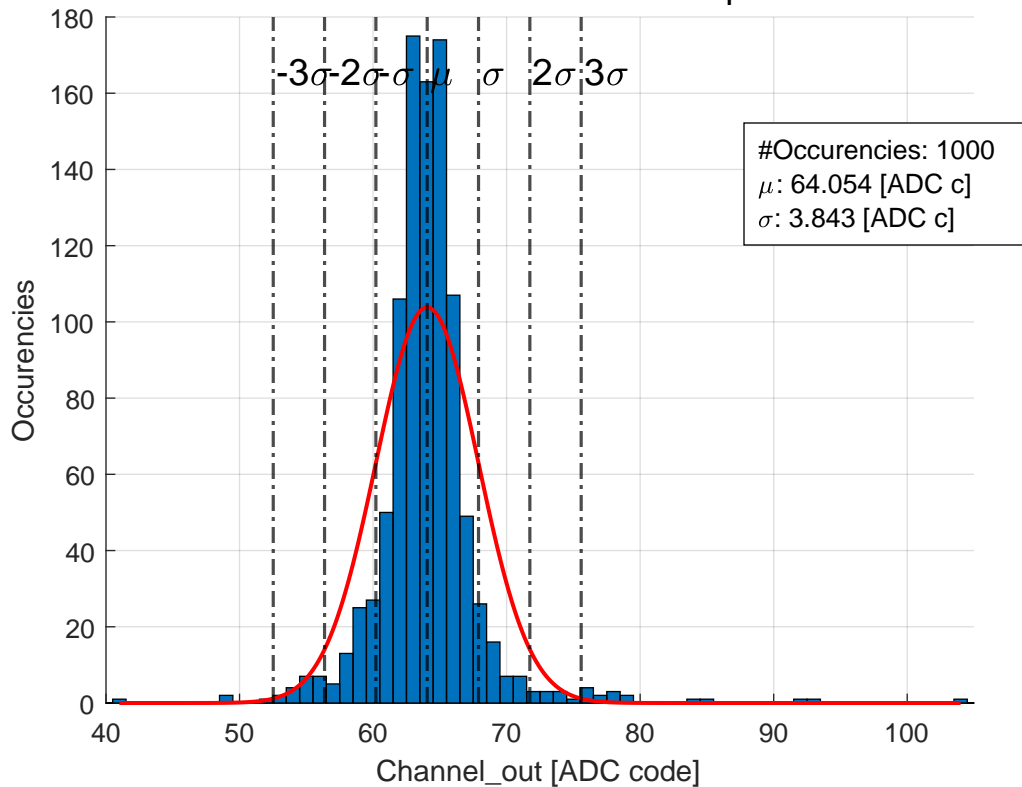 180
160
140
120
100
80
60
40
20
0
Occurencies
-3σ -2σ -σ μ σ 2σ 3σ
#Occurencies: 1000
μ: 64.054 [ADC c]
σ: 3.843 [ADC c]
40 50 60 70 80 90 100
Channel_out [ADC code]